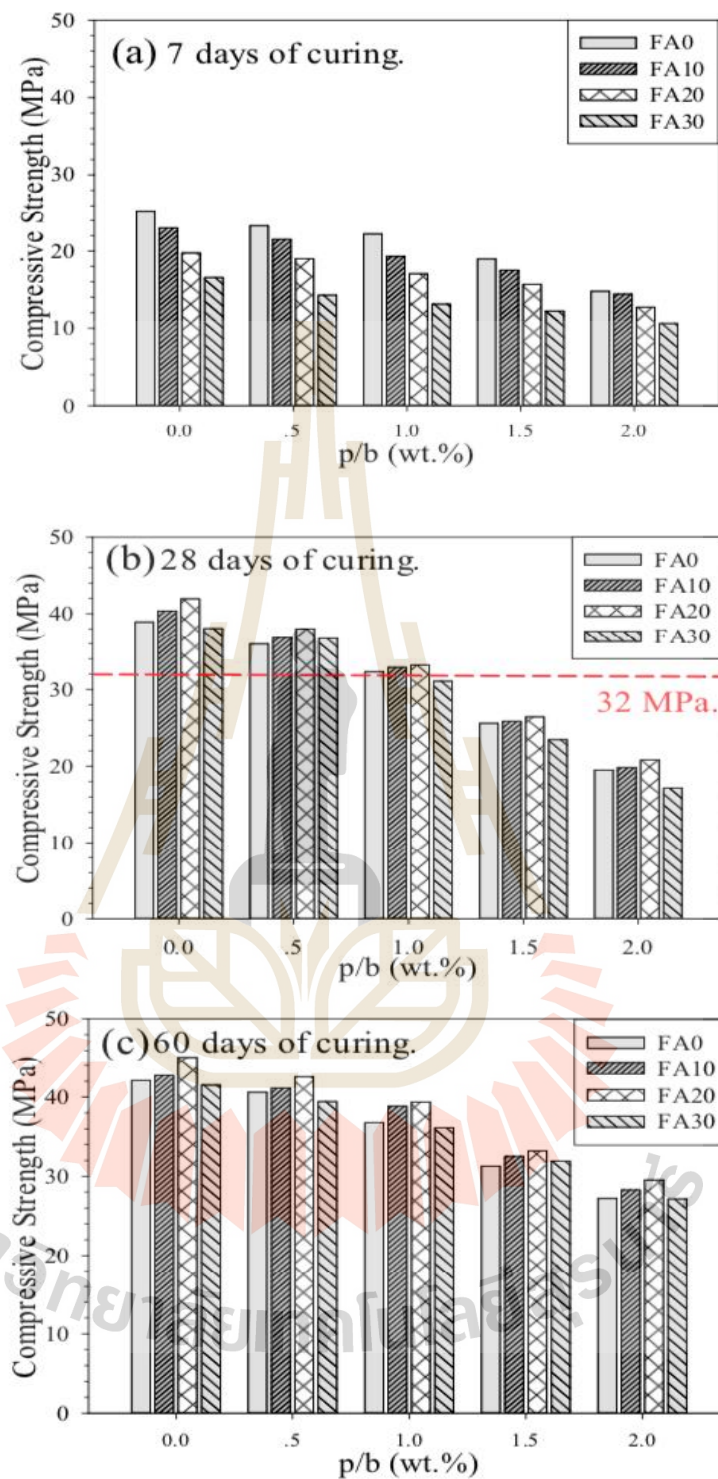 (a) 7 days of curing.
FA0
FA10
FA20
FA30
Compressive Strength (MPa)
50
40
30
20
10
0
0.0 .5 1.0 1.5 2.0
p/b (wt.%)
(b) 28 days of curing.
FA0
FA10
FA20
FA30
32 MPa.
Compressive Strength (MPa)
50
40
30
20
10
0
0.0 .5 1.0 1.5 2.0
p/b (wt.%)
(c) 60 days of curing.
FA0
FA10
FA20
FA30
Compressive Strength (MPa)
50
40
30
20
10
0
0.0 .5 1.0 1.5 2.0
p/b (wt.%)